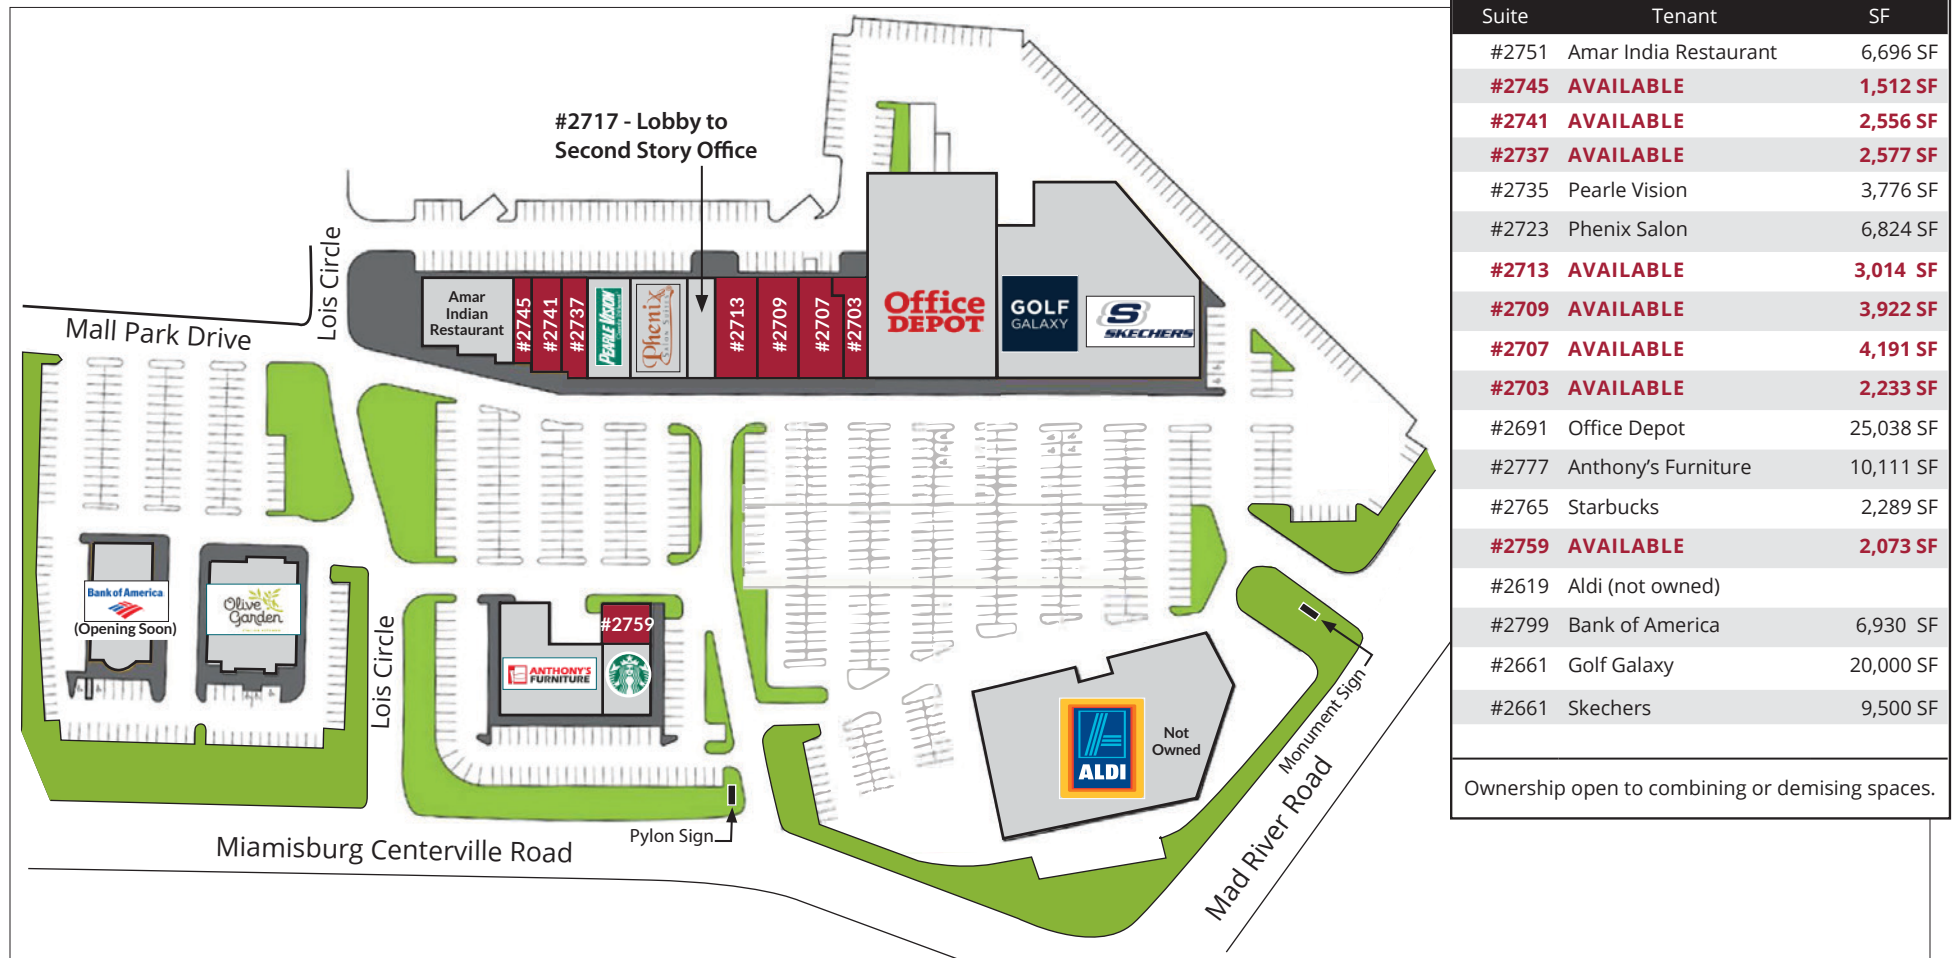 #2717 - Lobby to
Second Story Office
Lois Circle
Mall Park Drive
Amar
Indian
Restaurant
#2745
#2741
#2737
PEARLE VISION
Phenix
SALON SUITES
#2713
#2709
#2707
#2703
Office
DEPOT
GOLF
GALAXY
S
SKECHERS
Bank of America
(Opening Soon)
Olive
Garden
Lois Circle
#2759
ANTHONY'S
FURNITURE
ALDI
Not
Owned
Monument Sign
Mad River Road
Pylon Sign
Miamisburg Centerville Road
Suite Tenant SF
#2751 Amar India Restaurant 6,696 SF
#2745 AVAILABLE 1,512 SF
#2741 AVAILABLE 2,556 SF
#2737 AVAILABLE 2,577 SF
#2735 Pearle Vision 3,776 SF
#2723 Phenix Salon 6,824 SF
#2713 AVAILABLE 3,014 SF
#2709 AVAILABLE 3,922 SF
#2707 AVAILABLE 4,191 SF
#2703 AVAILABLE 2,233 SF
#2691 Office Depot 25,038 SF
#2777 Anthony’s Furniture 10,111 SF
#2765 Starbucks 2,289 SF
#2759 AVAILABLE 2,073 SF
#2619 Aldi (not owned)
#2799 Bank of America 6,930 SF
#2661 Golf Galaxy 20,000 SF
#2661 Skechers 9,500 SF
Ownership open to combining or demising spaces.